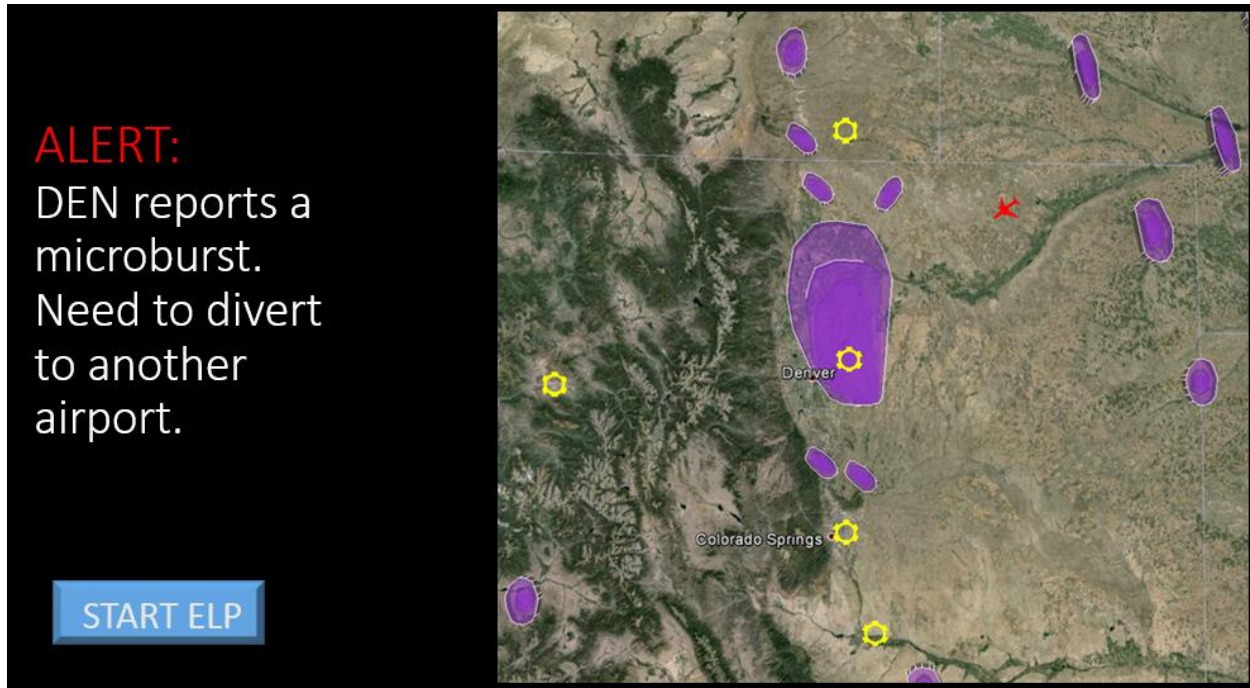 ALERT:
DEN reports a
microburst.
Need to divert
to another
airport.
START ELP
Denver
Colorado Springs